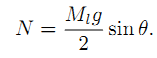 N = \frac{M_l g}{2} \sin \theta.